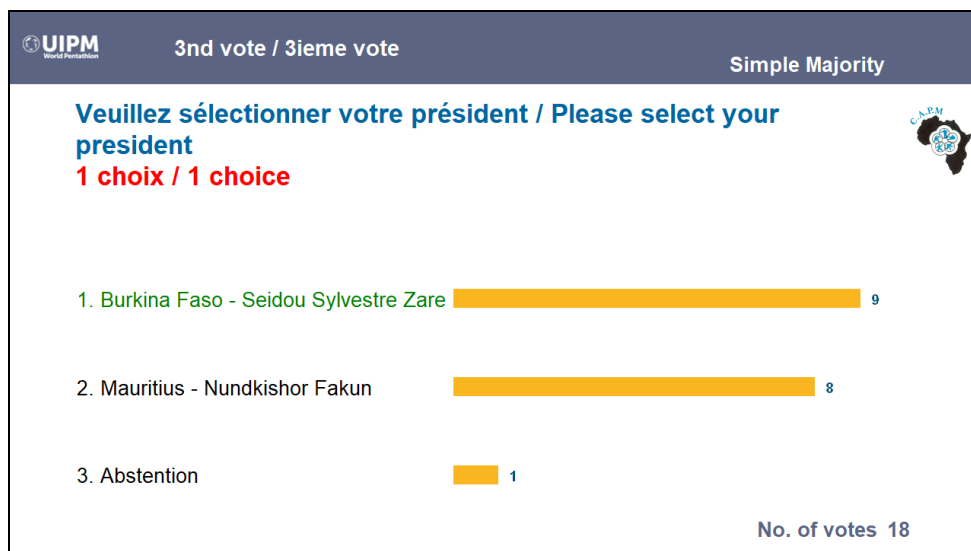 UIPM
World Pentathlon
3nd vote / 3ieme vote
Simple Majority
Veuillez sélectionner votre président / Please select your
president
1 choix / 1 choice
C.A.P.M
1. Burkina Faso - Seidou Sylvestre Zare 9
2. Mauritius - Nundkishor Fakun 8
3. Abstention 1
No. of votes 18